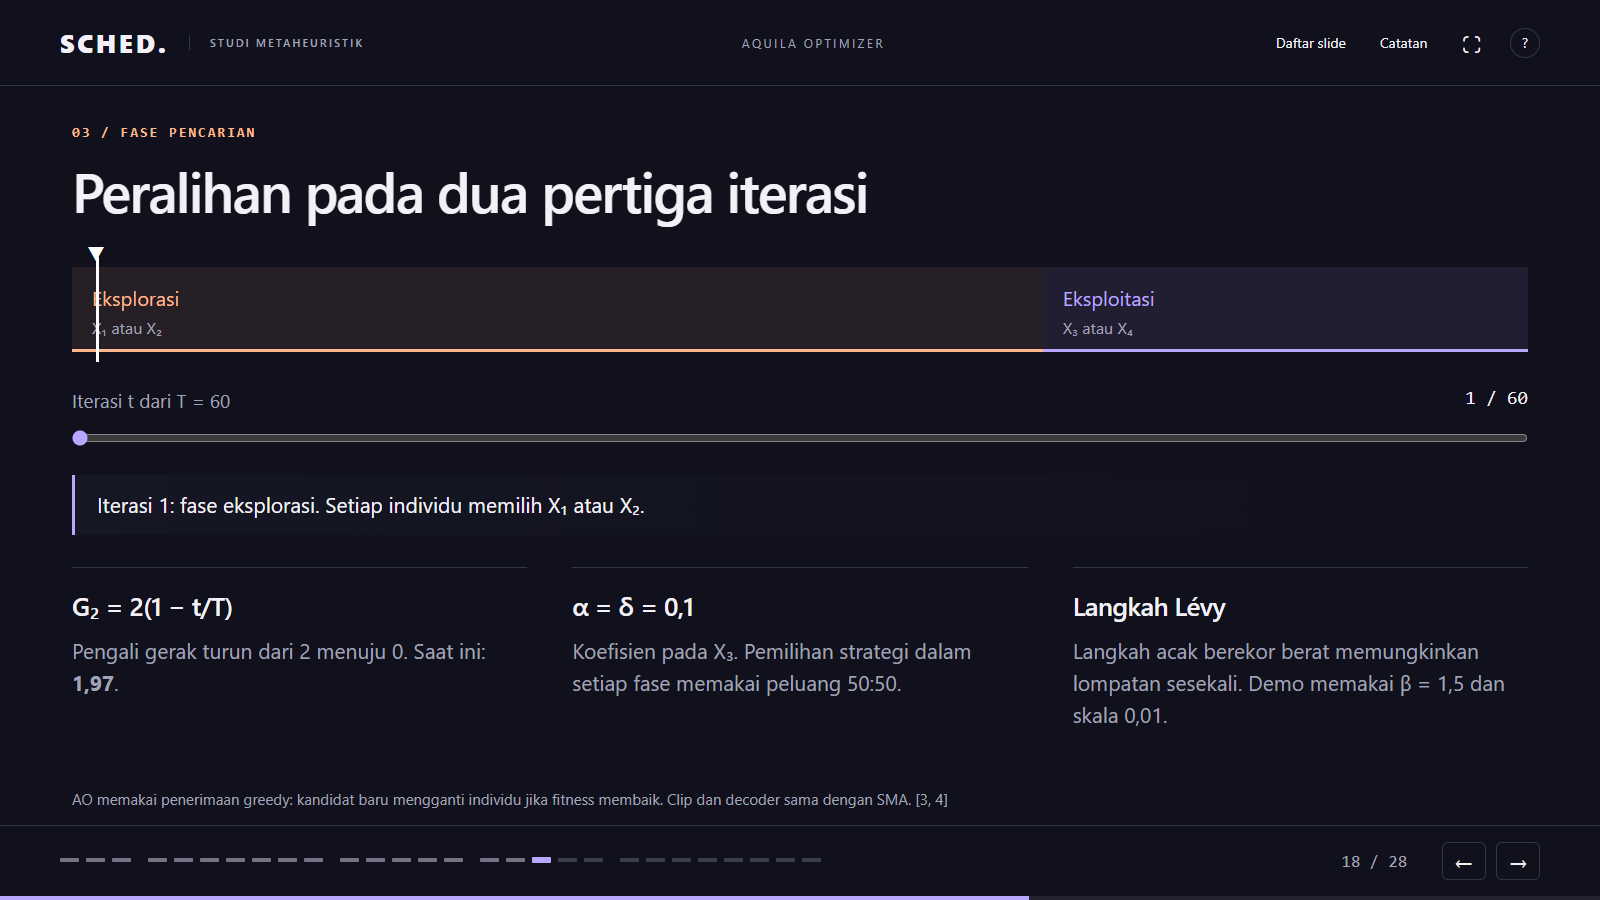 SCHED.
STUDI METAHEURISTIK
AQUILA OPTIMIZER
Daftar slide
Catatan
?
03 / FASE PENCARIAN
Peralihan pada dua pertiga iterasi
Eksplorasi
X₁ atau X₂
Eksploitasi
X₃ atau X₄
Iterasi t dari T = 60
1 / 60
Iterasi 1: fase eksplorasi. Setiap individu memilih X₁ atau X₂.
G₂ = 2(1 − t/T)
Pengali gerak turun dari 2 menuju 0. Saat ini:
1,97.
α = δ = 0,1
Koefisien pada X₃. Pemilihan strategi dalam
setiap fase memakai peluang 50:50.
Langkah Lévy
Langkah acak berekor berat memungkinkan
lompatan sesekali. Demo memakai β = 1,5 dan
skala 0,01.
AO memakai penerimaan greedy: kandidat baru mengganti individu jika fitness membaik. Clip dan decoder sama dengan SMA. [3, 4]
18 / 28
← →